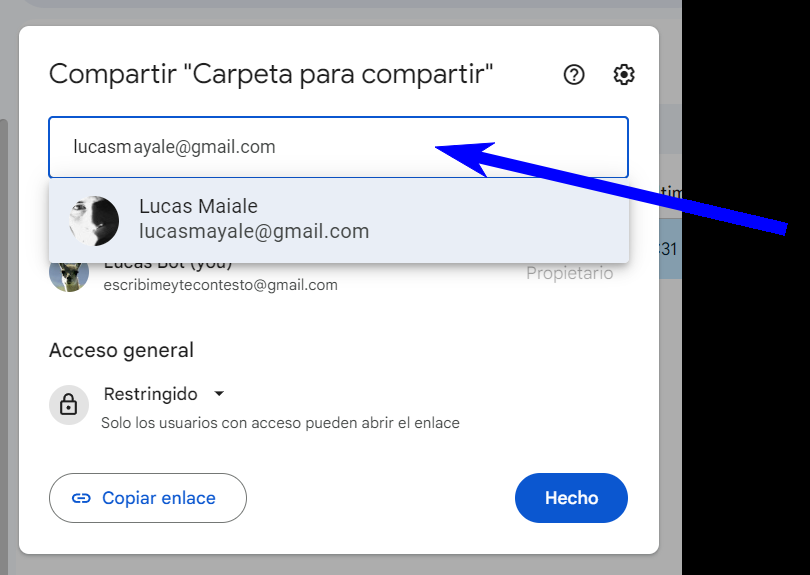 Compartir "Carpeta para compartir"
lucasmayale@gmail.com
Lucas Maiale
lucasmayale@gmail.com
Lucas Bot (you)
escribimeytecontesto@gmail.com
Propietario
Acceso general
Restringido
Solo los usuarios con acceso pueden abrir el enlace
Copiar enlace
Hecho